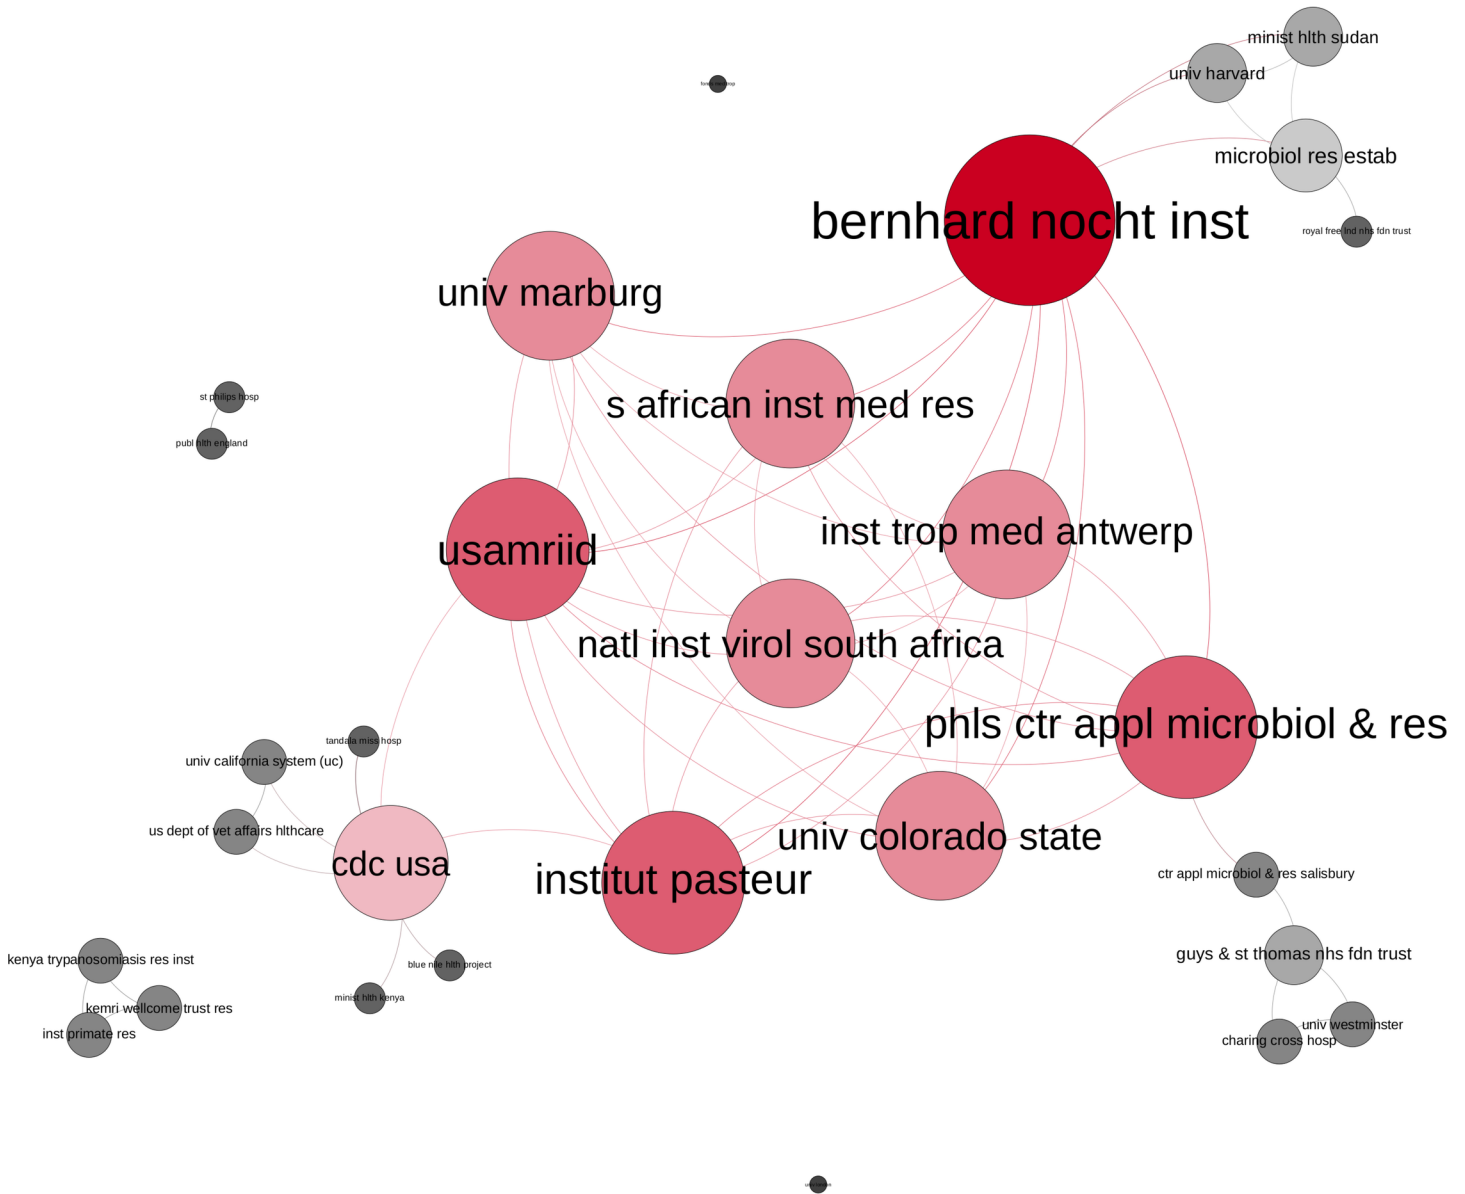 minist hlth sudan
univ harvard
microbiol res estab
bernhard nocht inst
royal free lnd nhs fdn trust
univ marburg
s african inst med res
st philips hosp
publ hlth england
inst trop med antwerp
usamriid
natl inst virol south africa
phls ctr appl microbiol & res
tandala miss hosp
univ california system (uc)
us dept of vet affairs hlthcare
cdc usa
univ colorado state
institut pasteur
ctr appl microbiol & res salisbury
guys & st thomas nhs fdn trust
kenya trypanosomiasis res inst
blue nile hlth project
minist hlth kenya
kemri wellcome trust res
inst primate res
univ westminster
charing cross hosp